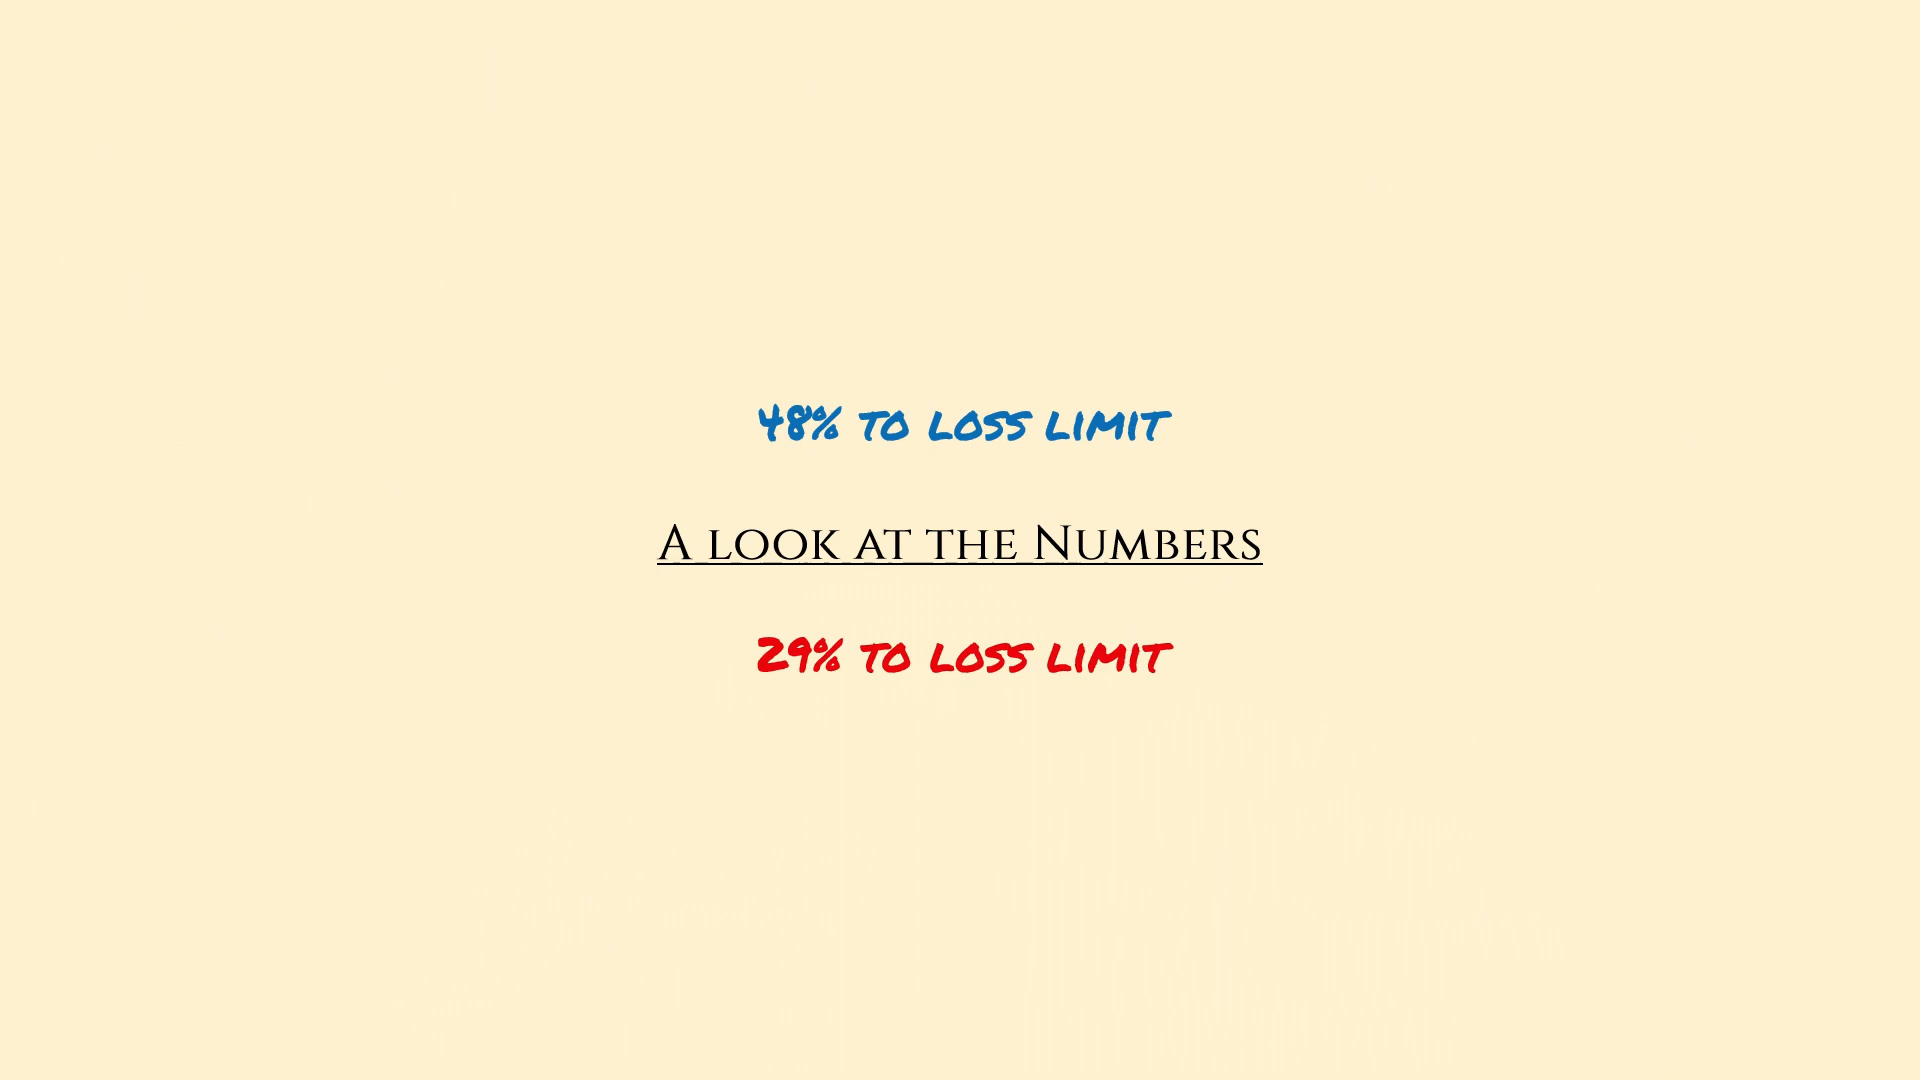 48% to loss limit
A look at the Numbers
29% to loss limit